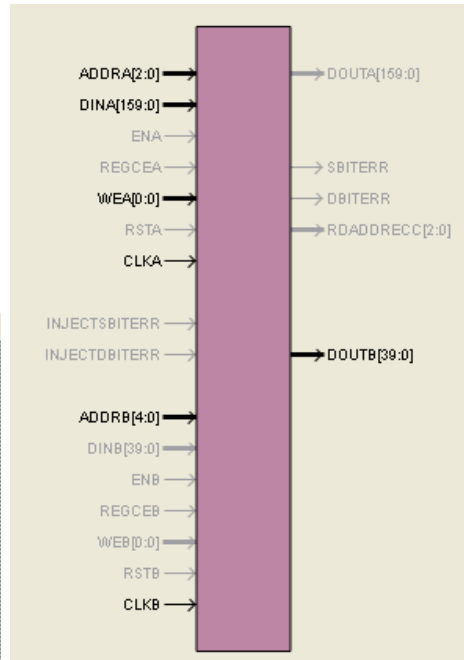 ADDRA[2:0]
DOUTA[159:0]
DINA[159:0]
ENA
REGCEA
SBITERR
WEA[0:0]
DBITERR
RSTA
RDADDRECC[2:0]
CLKA
INJECTSBITERR
INJECTDBITERR
DOUTB[39:0]
ADDRB[4:0]
DINB[39:0]
ENB
REGCEB
WEB[0:0]
RSTB
CLKB